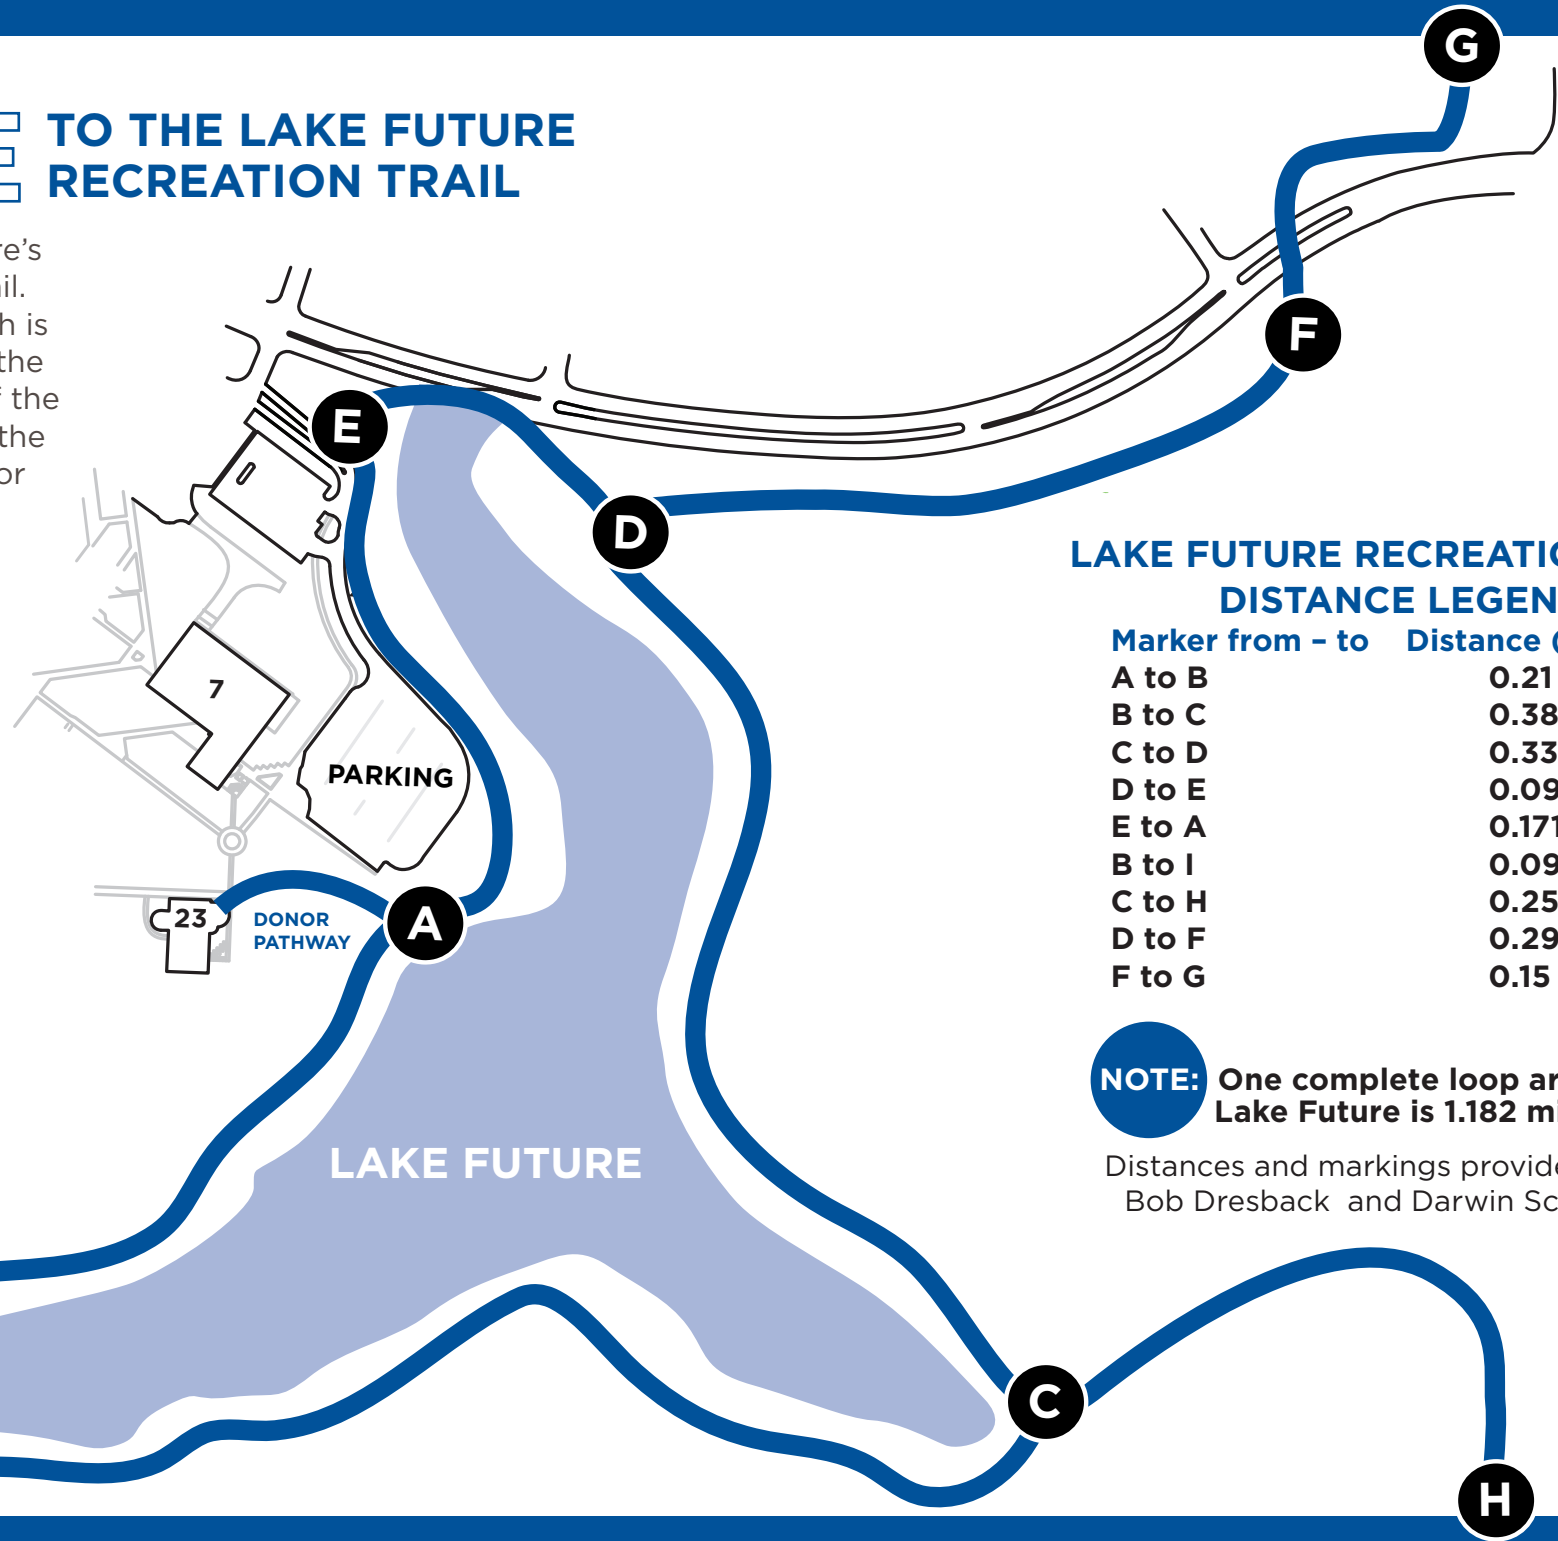 TO THE LAKE FUTURE
RECREATION TRAIL
re's
il.
h is
the
f the
the
or
G
F
E
D
7
PARKING
23
DONOR
PATHWAY
A
LAKE FUTURE
C
H
LAKE FUTURE RECREATIO
DISTANCE LEGEN
Marker from – to Distance (
A to B 0.21
B to C 0.38
C to D 0.33
D to E 0.09
E to A 0.171
B to I 0.09
C to H 0.25
D to F 0.29
F to G 0.15
NOTE: One complete loop ar
Lake Future is 1.182 mi
Distances and markings provide
Bob Dresback and Darwin Sc